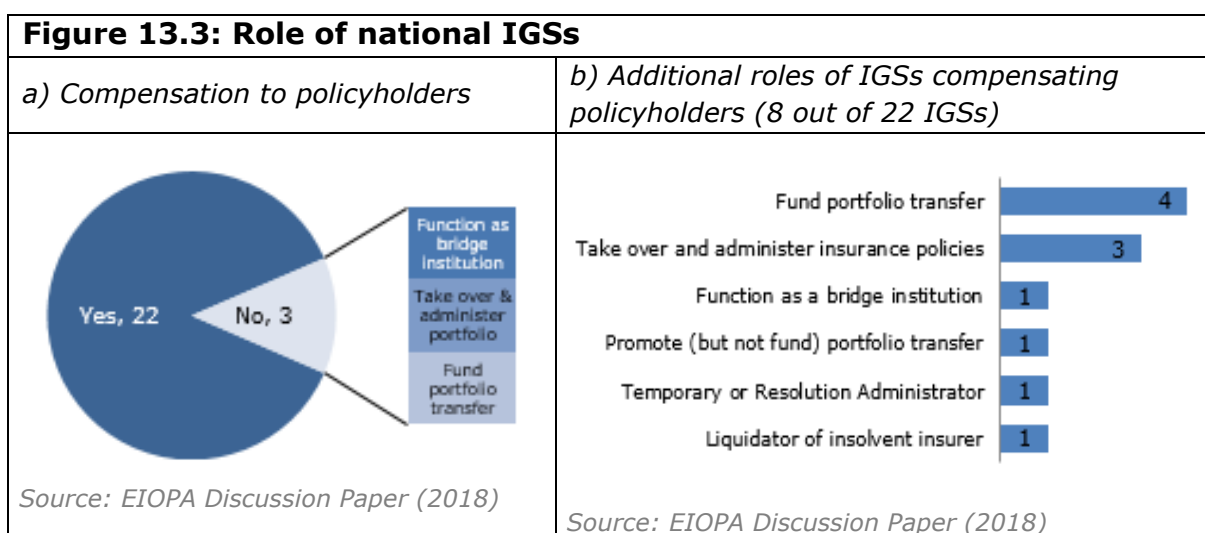 Figure 13.3: Role of national IGSs
a) Compensation to policyholders
b) Additional roles of IGSs compensating
policyholders (8 out of 22 IGSs)
Yes, 22
No, 3
Function as
bridge
institution
Take over &
administer
portfolio
Fund
portfolio
transfer
Source: EIOPA Discussion Paper (2018)
Fund portfolio transfer
4
Take over and administer insurance policies
3
Function as a bridge institution
1
Promote (but not fund) portfolio transfer
1
Temporary or Resolution Administrator
1
Liquidator of insolvent insurer
1
Source: EIOPA Discussion Paper (2018)